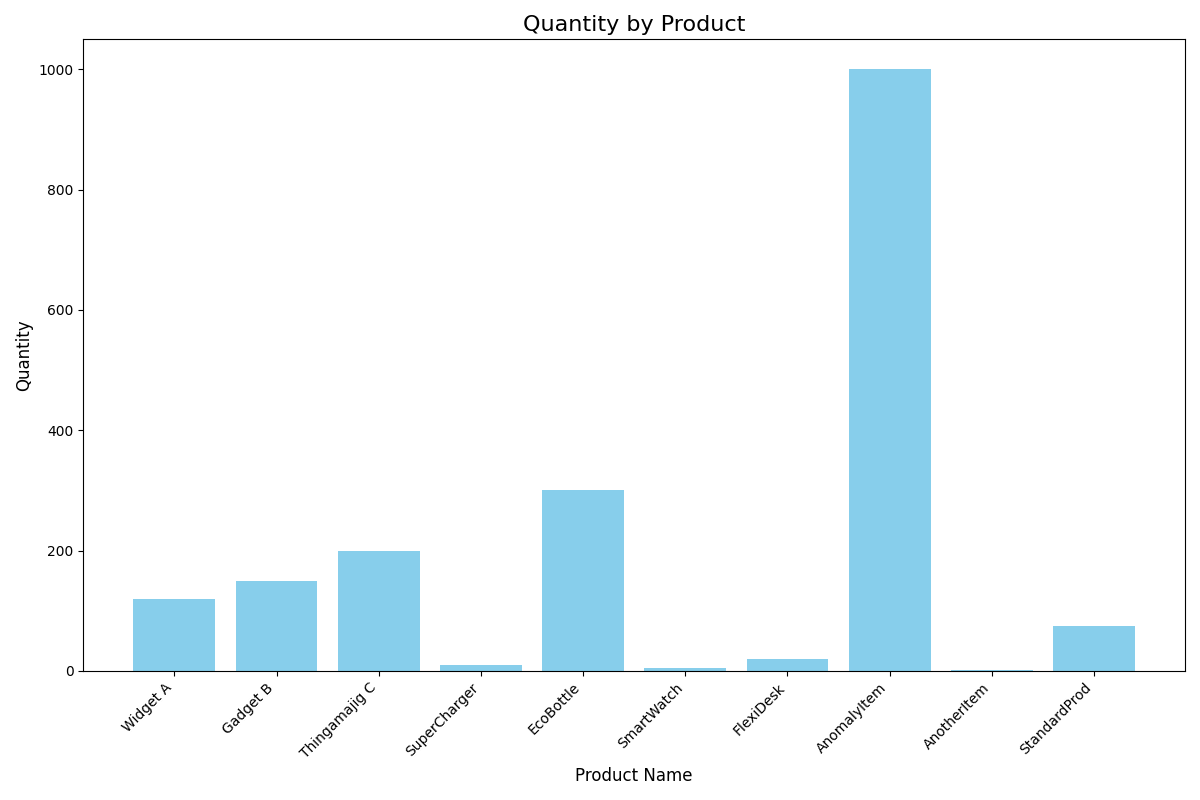 Quantity by Product
Quantity
1000
800
600
400
200
0
Widget A
Gadget B
Thingamajig C
SuperCharger
EcoBottle
SmartWatch
FlexiDesk
AnomalyItem
AnotherItem
StandardProd
Product Name